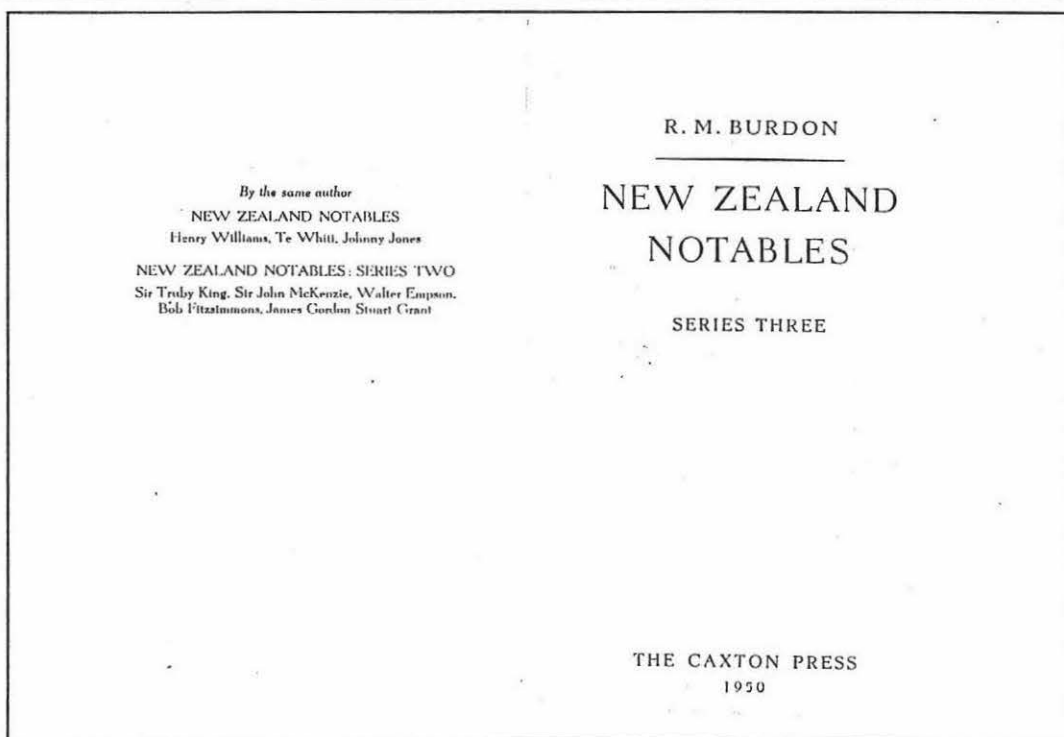 By the same author
NEW ZEALAND NOTABLES
Henry Williams, Te Whiti, Johnny Jones
NEW ZEALAND NOTABLES: SERIES TWO
Sir Truby King, Sir John McKenzie, Walter Empson,
Bob Fitzsimmons, James Gordon Stuart Grant
R. M. BURDON
NEW ZEALAND
NOTABLES
SERIES THREE
THE CAXTON PRESS
1950